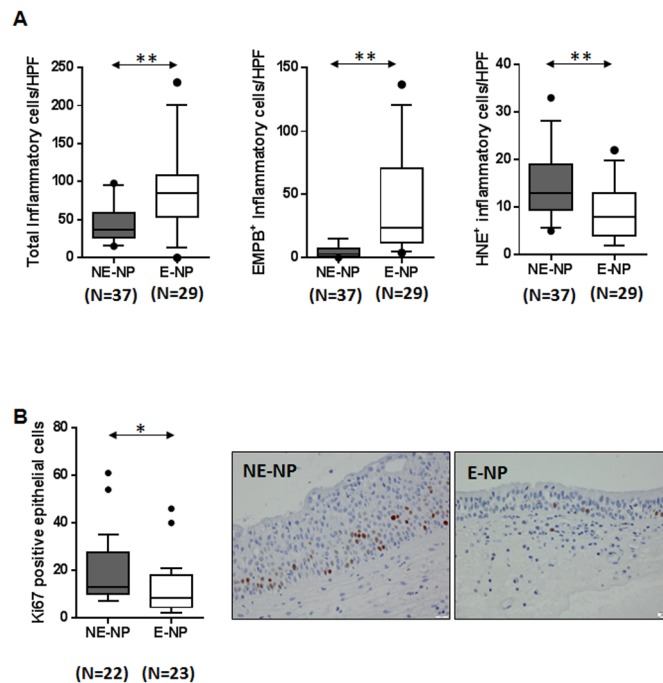 A
Total Inflammatory cells/HPF
250
200
150
100
50
0
**
NE-NP
E-NP
(N=37)
(N=29)
EMPB+ Inflammatory cells/HPF
150
100
50
0
**
NE-NP
E-NP
(N=37)
(N=29)
HNE+ inflammatory cells/HPF
40
30
20
10
0
**
NE-NP
E-NP
(N=37)
(N=29)
B
Ki67 positive epithelial cells
80
60
40
20
0
*
NE-NP
E-NP
(N=22)
(N=23)
NE-NP
E-NP